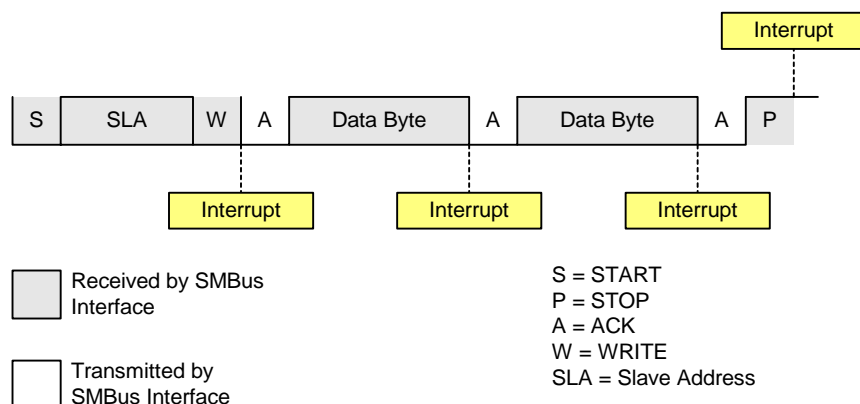 Interrupt
S SLA W A Data Byte A Data Byte A P
Interrupt Interrupt Interrupt
Received by SMBus
Interface
Transmitted by
SMBus Interface
S = START
P = STOP
A = ACK
W = WRITE
SLA = Slave Address